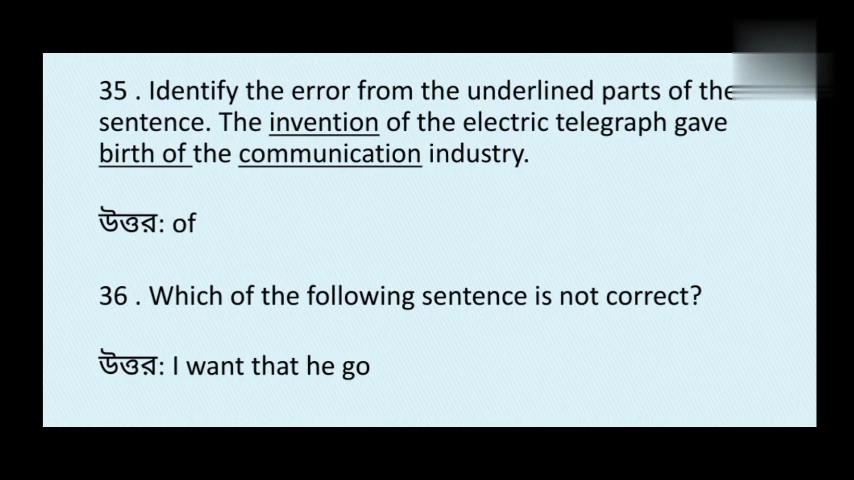 35 . Identify the error from the underlined parts of the
sentence. The invention of the electric telegraph gave
birth of the communication industry.
উত্তর: of
36 . Which of the following sentence is not correct?
উত্তর: I want that he go